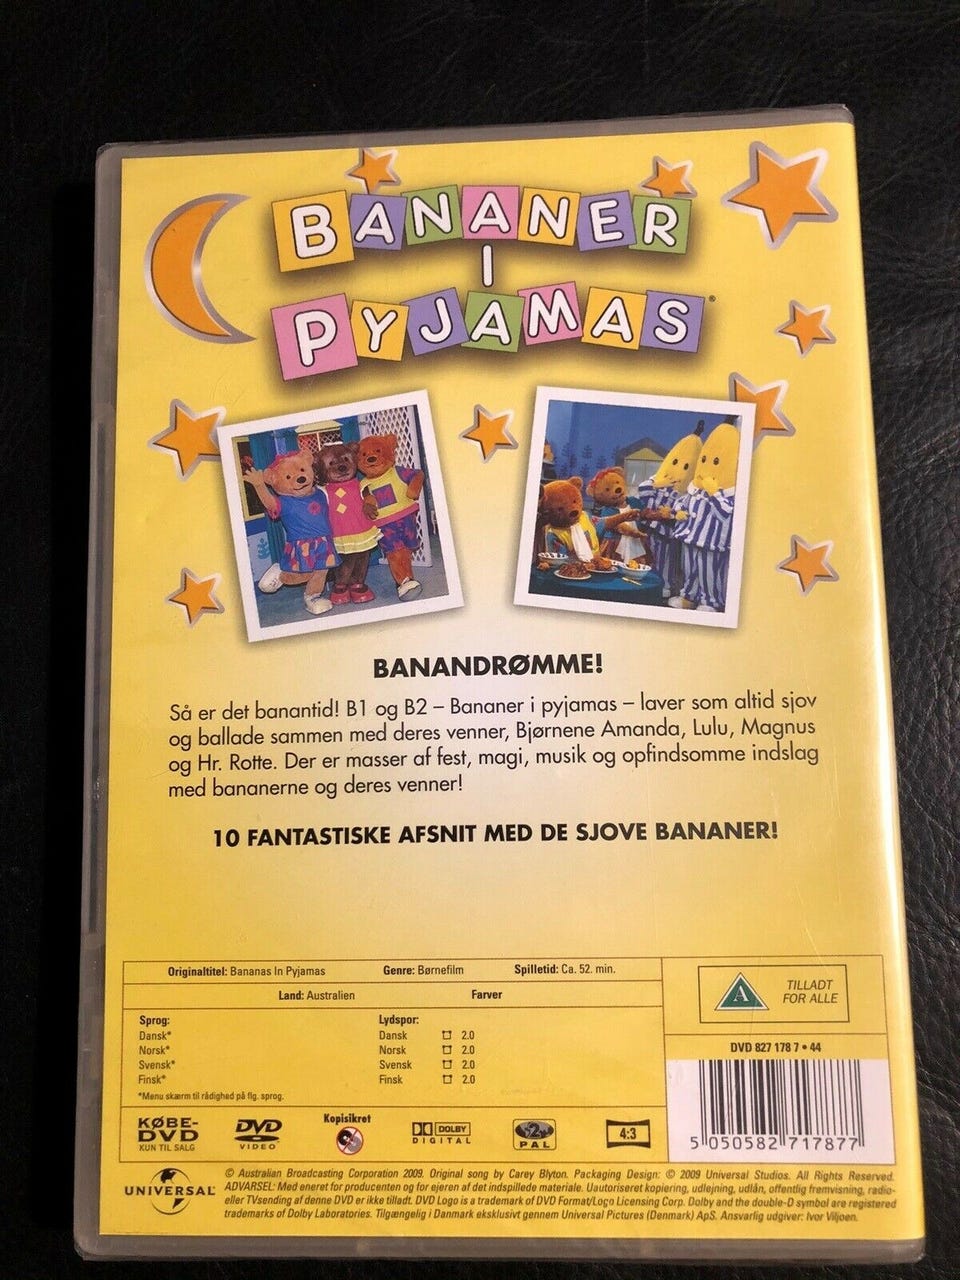 BANANER
I
PYJAMAS®
BANANDRØMME!
Så er det banantid! B1 og B2 – Bananer i pyjamas – laver som altid sjov
og ballade sammen med deres venner, Bjørnene Amanda, Lulu, Magnus
og Hr. Rotte. Der er masser af fest, magi, musik og opfindsomme indslag
med bananerne og deres venner!
10 FANTASTISKE AFSNIT MED DE SJOVE BANANER!
Originaltitel: Bananas In Pyjamas Genre: Børnefilm Spilletid: Ca. 52. min.
Land: Australien Farver
Sprog: Lydspor:
Dansk* Dansk 2.0
Norsk* Norsk 2.0
Svensk* Svensk 2.0
Finsk* Finsk 2.0
*Menu skærm til rådighed på flg. sprog.
A TILLADT
FOR ALLE
DVD 827 178 7 • 44
5 050582 717877
KØBE-
DVD
KUN TIL SALG
DVD
VIDEO
Kopisikret
DOLBY
DIGITAL
2
PAL
4:3
UNIVERSAL
© Australian Broadcasting Corporation 2009. Original song by Carey Blyton. Packaging Design: © 2009 Universal Studios. All Rights Reserved.
ADVARSEL: Med eneret for producenten og for ejeren af det indspillede materiale. Uautoriseret kopiering, udlejning, udlån, offentlig fremvisning, radio-
eller TVsending af denne DVD er ikke tilladt. DVD Logo is a trademark of DVD Format/Logo Licensing Corp. Dolby and the double-D symbol are registered
trademarks of Dolby Laboratories. Tilgængelig i Danmark eksklusivt gennem Universal Pictures (Denmark) ApS. Ansvarlig udgiver: Ivor Viljoen.